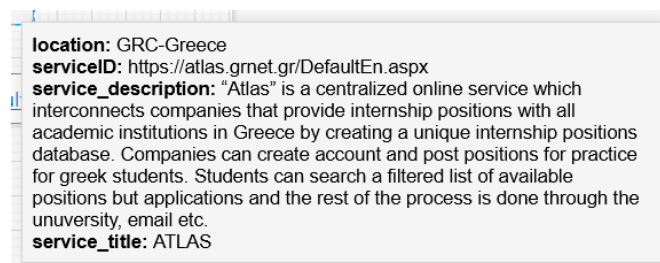 location: GRC-Greece
serviceID: https://atlas.grnet.gr/DefaultEn.aspx
service_description: “Atlas” is a centralized online service which
interconnects companies that provide internship positions with all
academic institutions in Greece by creating a unique internship positions
database. Companies can create account and post positions for practice
for greek students. Students can search a filtered list of available
positions but applications and the rest of the process is done through the
unuversity, email etc.
service_title: ATLAS